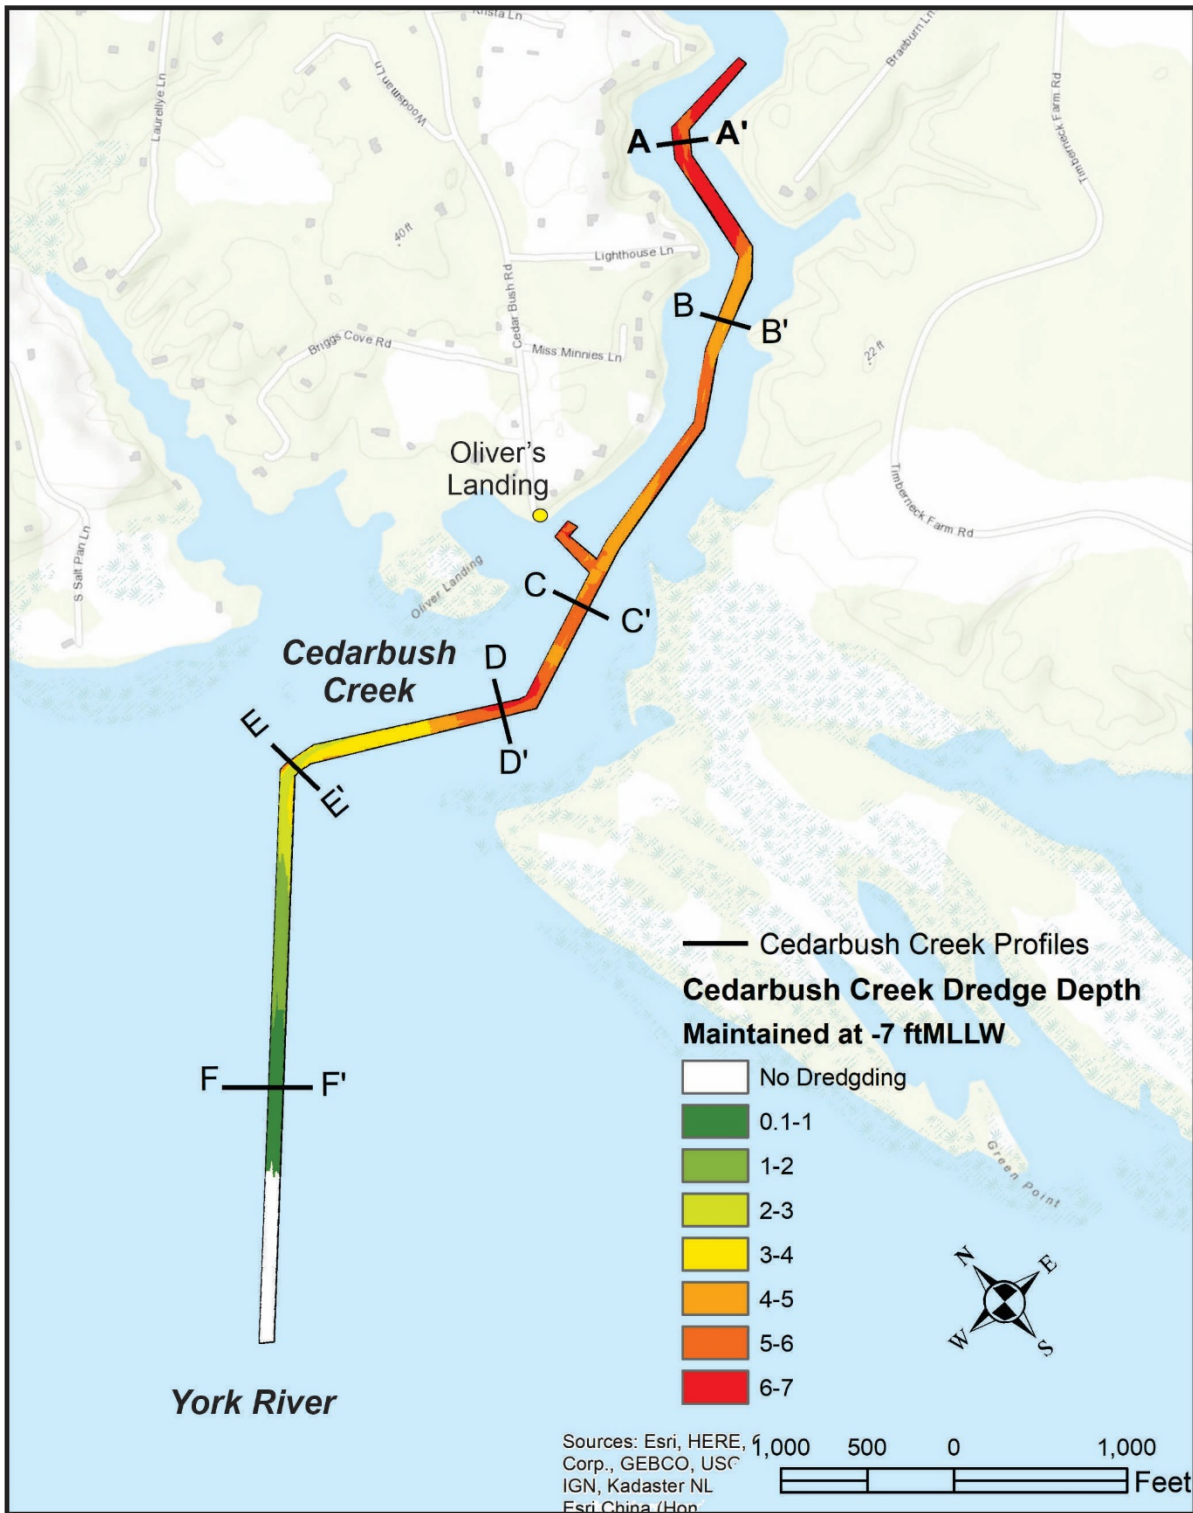 Krista Ln
Braeburn Ln
Laurellye Ln
Woodsman Ln
Timberneck Farm Rd
A
A'
40 ft
Lighthouse Ln
Cedar Bush Rd
B
B'
Briggs Cove Rd
Miss Minnies Ln
22 ft
Oliver's
Landing
Timberneck Farm Rd
S Salt Pan Ln
Oliver Landing
C
C'
Cedarbush
Creek
D
D'
E
E'
Cedarbush Creek Profiles
Cedarbush Creek Dredge Depth
Maintained at -7 ftMLLW
F
F'
No Dredgding
0.1-1
1-2
2-3
3-4
4-5
5-6
6-7
Green Point
N
E
W
S
York River
Sources: Esri, HERE,
Corp., GEBCO, USG
IGN, Kadaster NL
Esri China (Hon
1,000
500
0
1,000
Feet